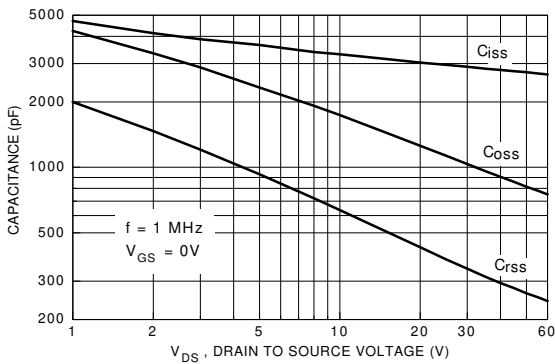 5000
3000
2000
1000
500
300
200
CAPACITANCE (pF)
Ciss
Coss
Crss
f = 1 MHz
VGS = 0V
1 2 5 10 20 30 60
VDS , DRAIN TO SOURCE VOLTAGE (V)